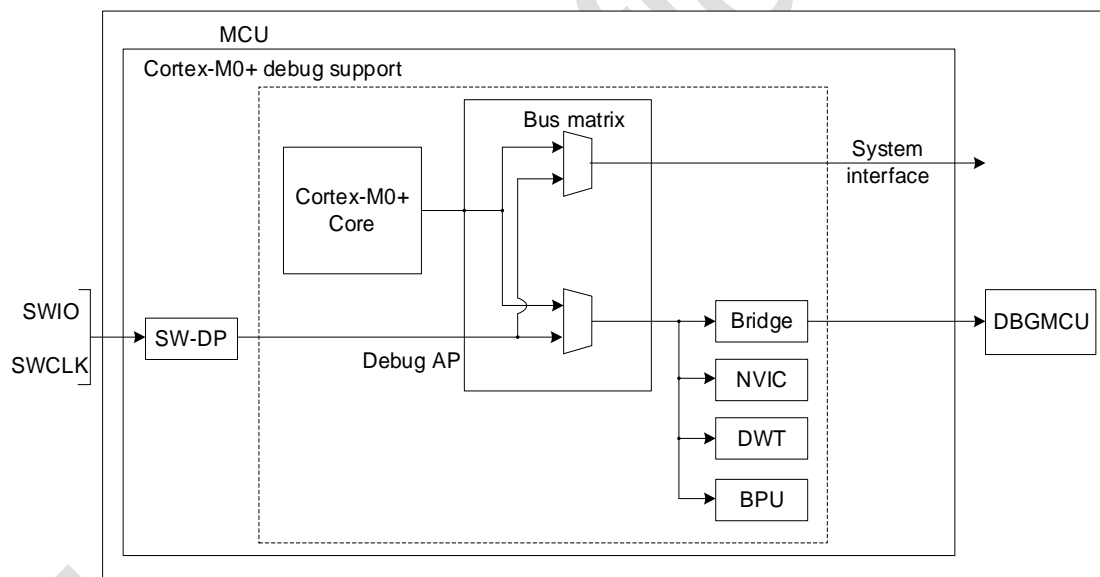 MCU
Cortex-M0+ debug support
Bus matrix
Cortex-M0+
Core
System
interface
SWIO
SWCLK
SW-DP
Debug AP
Bridge
DBGMCU
NVIC
DWT
BPU